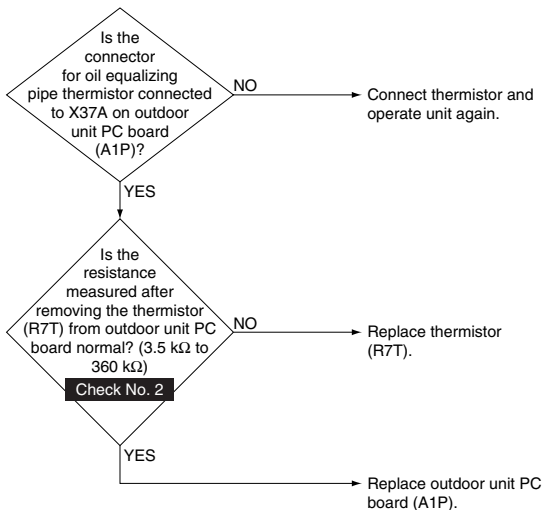 Is the
connector
for oil equalizing
pipe thermistor connected
to X37A on outdoor
unit PC board
(A1P)?
NO
Connect thermistor and
operate unit again.
YES
Is the
resistance
measured after
removing the thermistor
(R7T) from outdoor unit PC
board normal? (3.5 kΩ to
360 kΩ)
Check No. 2
NO
Replace thermistor
(R7T).
YES
Replace outdoor unit PC
board (A1P).